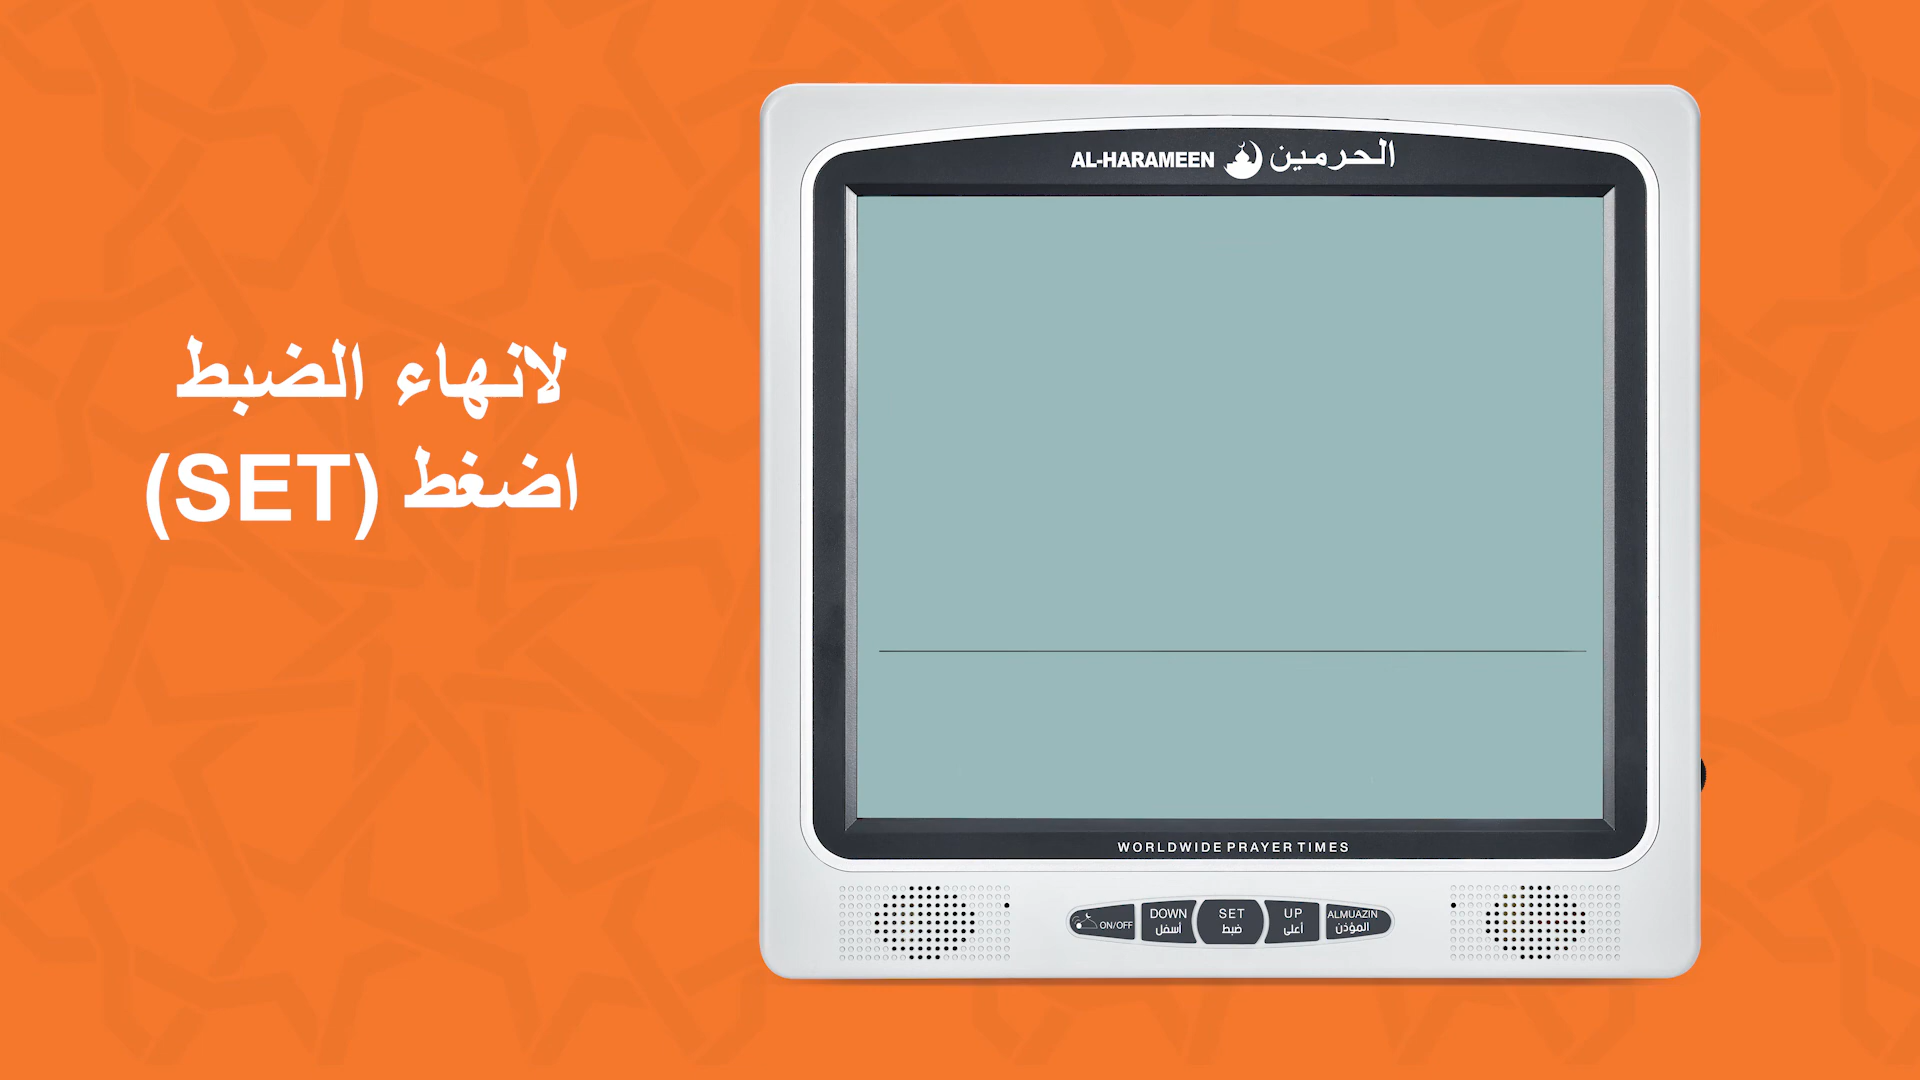 لانهاء الضبط
اضغط (SET)
AL-HARAMEEN الحرمين
WORLDWIDE PRAYER TIMES
ON/OFF
DOWN
أسفل
SET
ضبط
UP
أعلى
ALMUAZIN
المؤذن